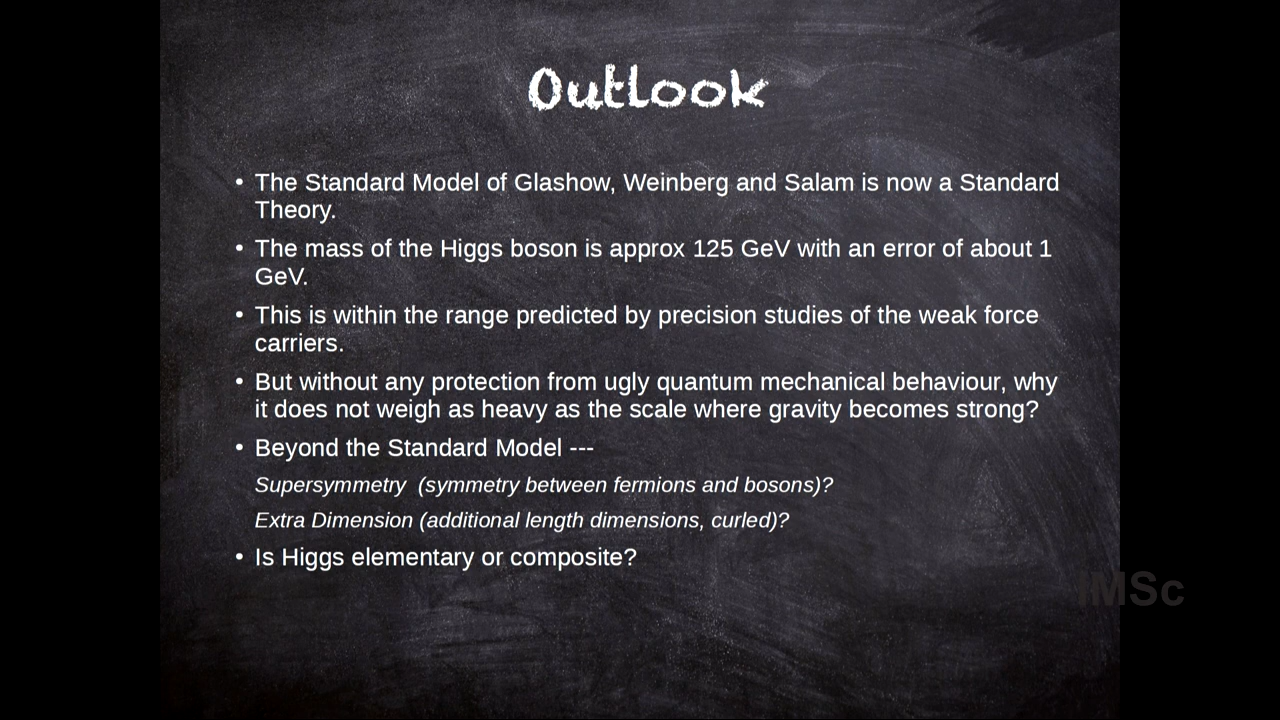 Outlook
• The Standard Model of Glashow, Weinberg and Salam is now a Standard
Theory.
• The mass of the Higgs boson is approx 125 GeV with an error of about 1
GeV.
• This is within the range predicted by precision studies of the weak force
carriers.
• But without any protection from ugly quantum mechanical behaviour, why
it does not weigh as heavy as the scale where gravity becomes strong?
• Beyond the Standard Model ---
Supersymmetry  (symmetry between fermions and bosons)?
Extra Dimension (additional length dimensions, curled)?
• Is Higgs elementary or composite?
IMSc